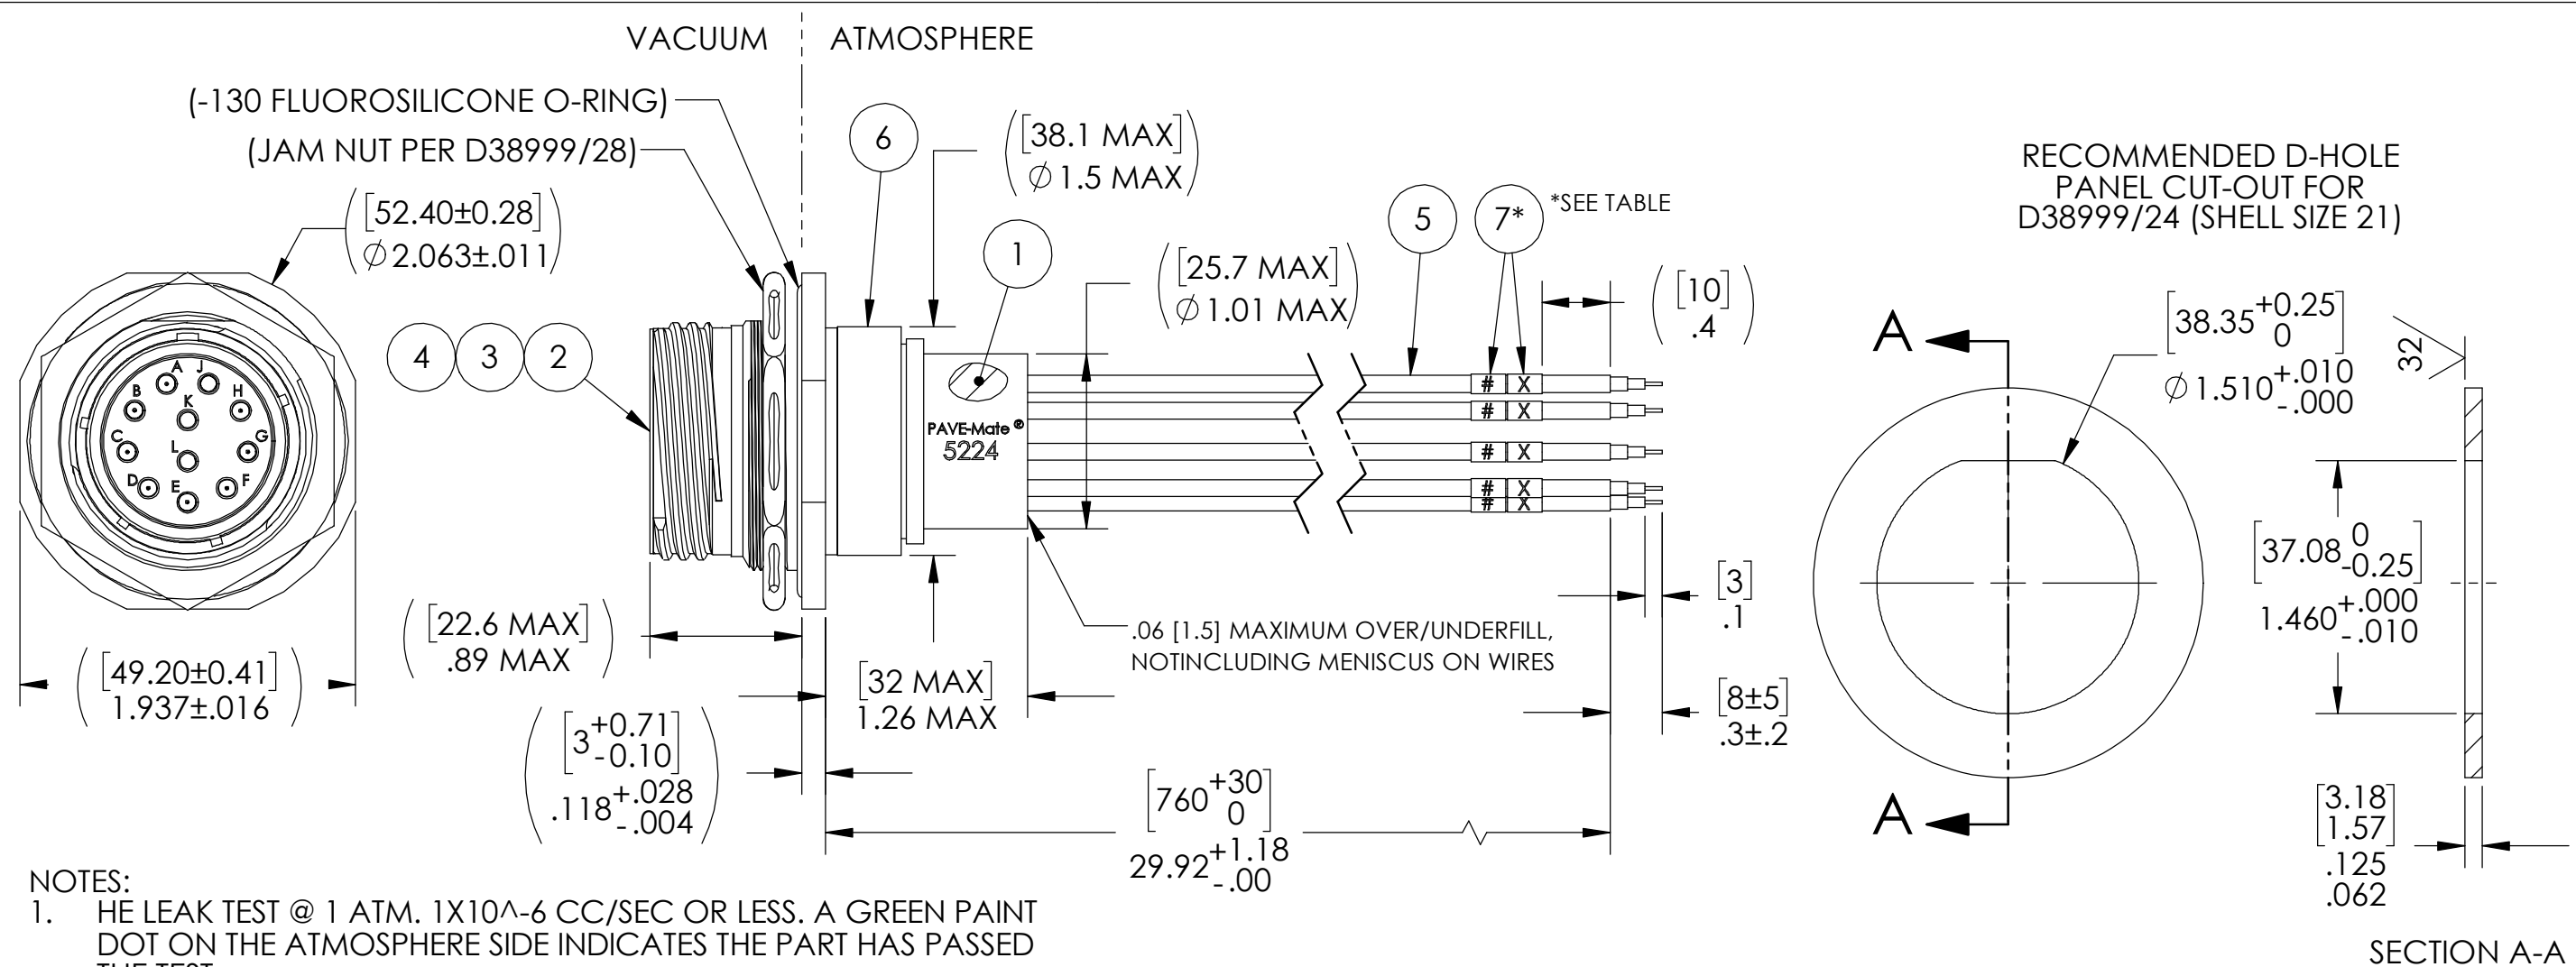 VACUUM
ATMOSPHERE
(-130 FLUOROSILICONE O-RING)
(JAM NUT PER D38999/28)
([52.40±0.28]
∅ 2.063±.011)
6
([38.1 MAX]
∅ 1.5 MAX)
1
([25.7 MAX]
∅ 1.01 MAX)
5
7*
*SEE TABLE
([10]
.4)
RECOMMENDED D-HOLE
PANEL CUT-OUT FOR
D38999/24 (SHELL SIZE 21)
4
3
2
A
J
B
H
K
C
G
L
D
E
F
PAVE-Mate ®
5224
# X
# X
# X
# X
# X
A
A
[38.35 +0.25 0]
∅ 1.510 +.010 -.000
32
[37.08 0 -0.25]
1.460 +.000 -.010
[3]
.1
[8±5]
.3±.2
.06 [1.5] MAXIMUM OVER/UNDERFILL,
NOTINCLUDING MENISCUS ON WIRES
([22.6 MAX]
.89 MAX)
([49.20±0.41]
1.937±.016)
[32 MAX]
1.26 MAX
([3 +0.71 -0.10]
.118 +.028 -.004)
[760 +30 0]
29.92 +1.18 -.00
[3.18
1.57]
.125
.062
SECTION A-A
NOTES:
1. HE LEAK TEST @ 1 ATM. 1X10^-6 CC/SEC OR LESS. A GREEN PAINT
DOT ON THE ATMOSPHERE SIDE INDICATES THE PART HAS PASSED
THE TEST